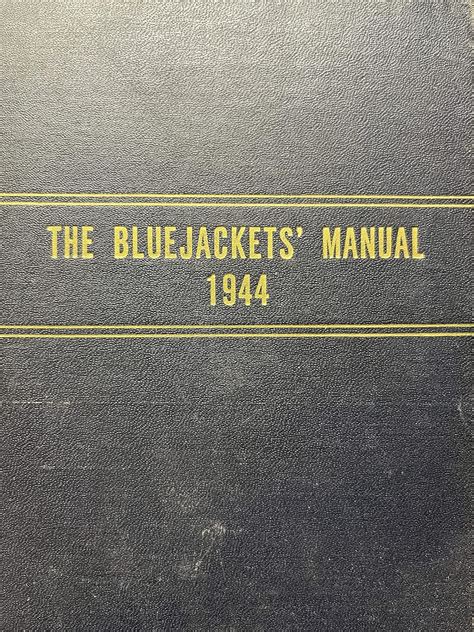 THE BLUEJACKETS' MANUAL
1944